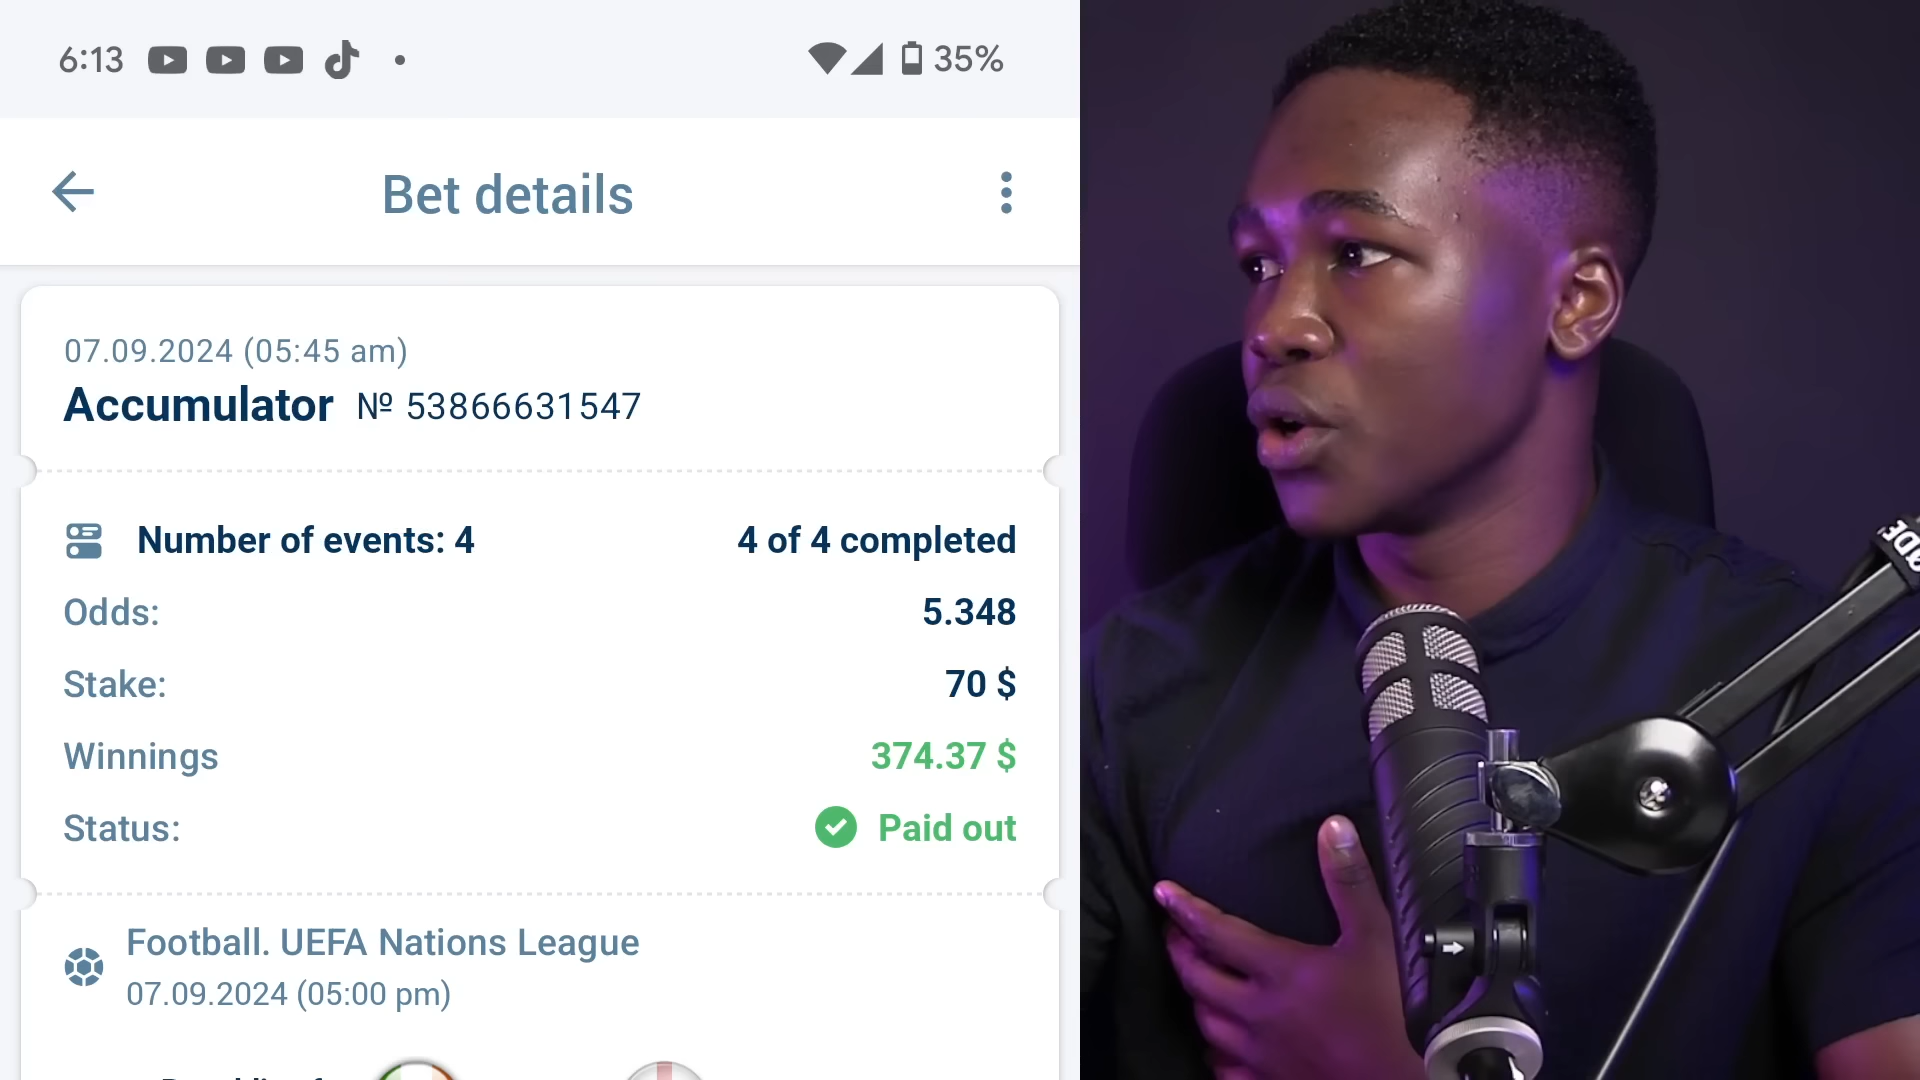 6:13
35%
Bet details
07.09.2024 (05:45 am)
Accumulator № 53866631547
Number of events: 4 4 of 4 completed
Odds: 5.348
Stake: 70 $
Winnings 374.37 $
Status: Paid out
Football. UEFA Nations League
07.09.2024 (05:00 pm)